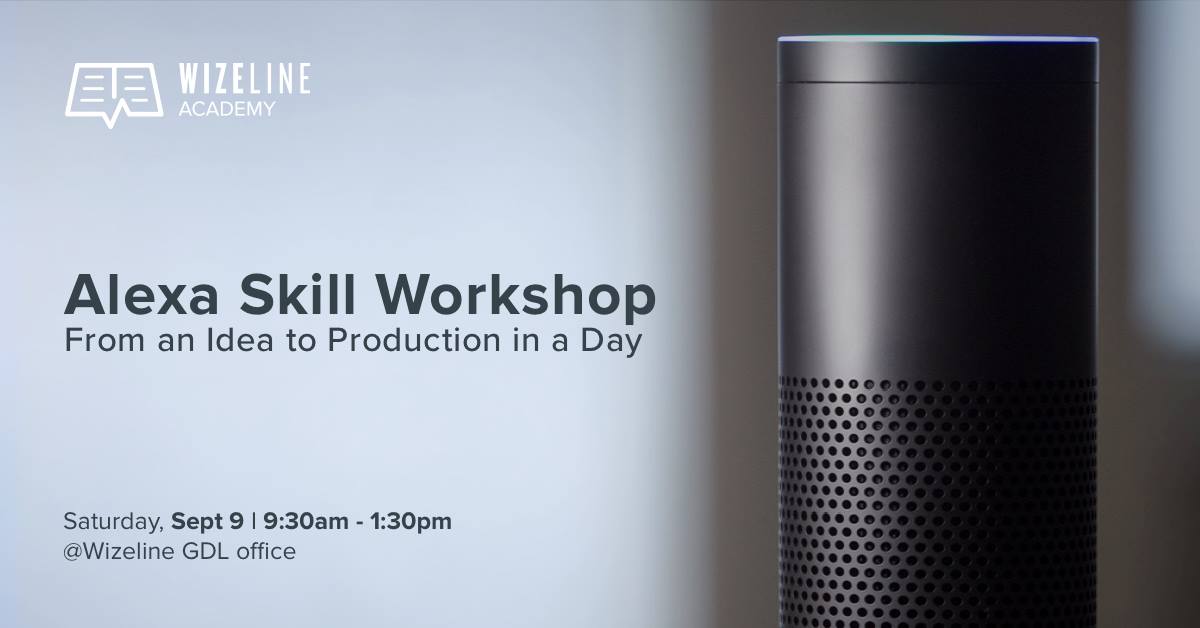 WIZELINE
ACADEMY
Alexa Skill Workshop
From an Idea to Production in a Day
Saturday, Sept 9 | 9:30am - 1:30pm
@Wizeline GDL office